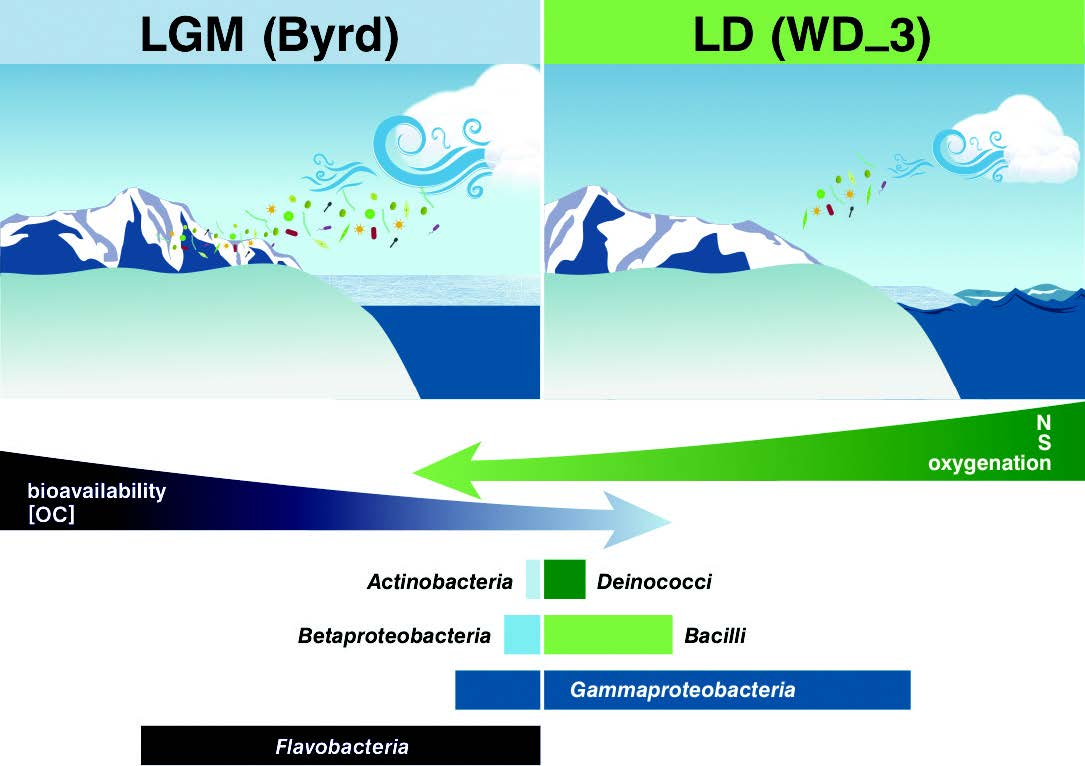 LGM (Byrd)
LD (WD_3)
N
S
oxygenation
bioavailability
[OC]
Actinobacteria
Deinococci
Betaproteobacteria
Bacilli
Gammaproteobacteria
Flavobacteria